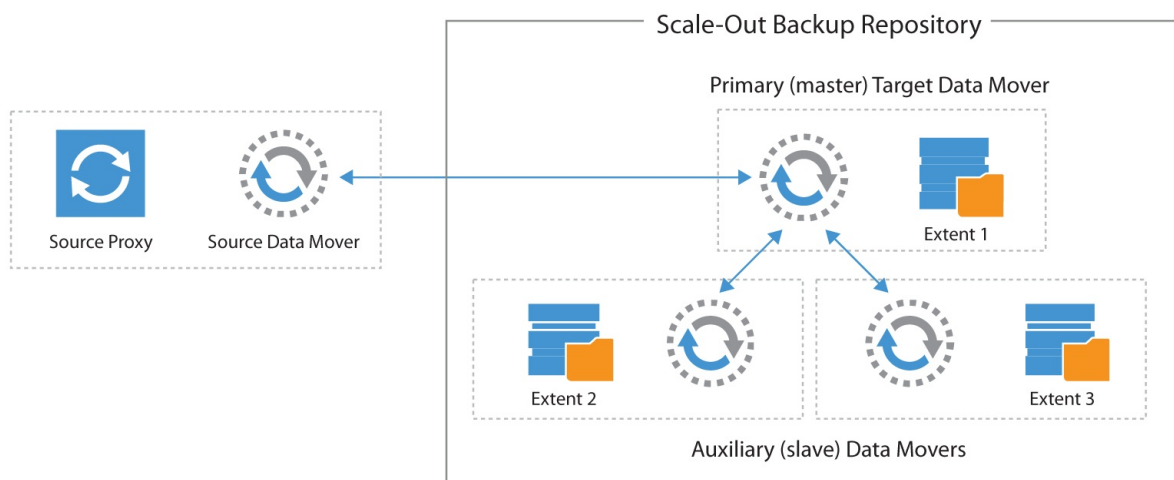 Scale-Out Backup Repository
Primary (master) Target Data Mover
Source Proxy
Source Data Mover
Extent 1
Extent 2
Extent 3
Auxiliary (slave) Data Movers